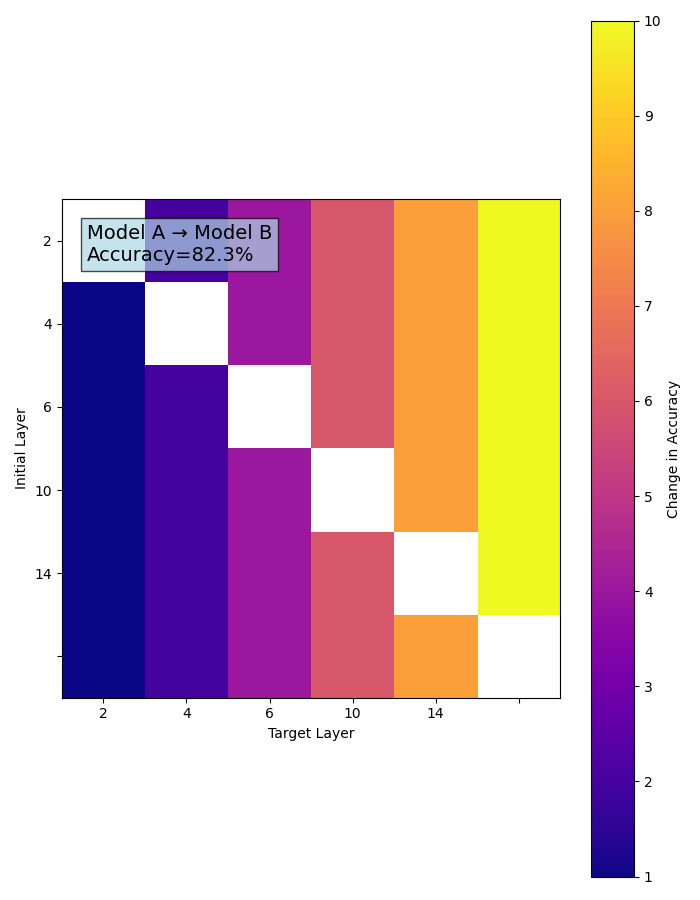 Model A → Model B
Accuracy=82.3%
2
4
6
10
14
Initial Layer
2 4 6 10 14
Target Layer
10
9
8
7
6
5
4
3
2
1
Change in Accuracy